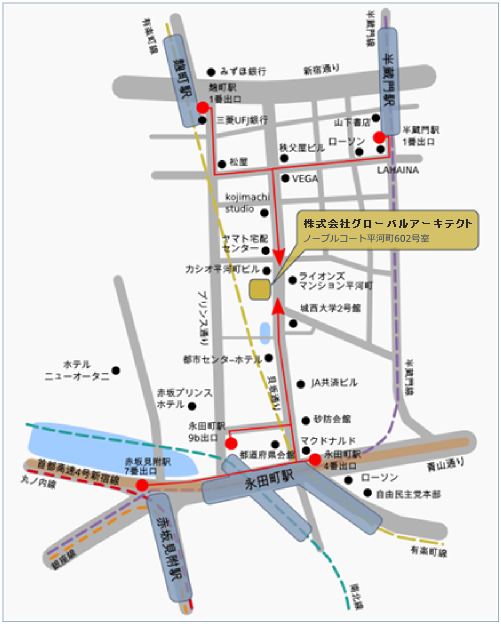 有楽町線
半蔵門線
みずほ銀行
新宿通り
麹町駅
半蔵門駅
麹町駅
1番出口
三菱UFJ銀行
山下書店
半蔵門駅
1番出口
ローソン
秩父屋ビル
松屋
LAHAINA
VEGA
kojimachi
studio
株式会社グローバルアーキテクト
ノーブルコート平河町602号室
ヤマト宅配
センター
カシオ平河町ビル
ライオンズ
マンション平河町
プリンス通り
城西大学2号館
都市センターホテル
半蔵門線
ホテル
ニューオータニ
貝坂通り
JA共済ビル
赤坂プリンス
ホテル
砂防会館
永田町駅
9b出口
マクドナルド
都道府県会館
永田町駅
4番出口
赤坂見附駅
7番出口
青山通り
首都高速4号新宿線
丸ノ内線
永田町駅
ローソン
自由民主党本部
赤坂見附駅
有楽町線
銀座線
南北線